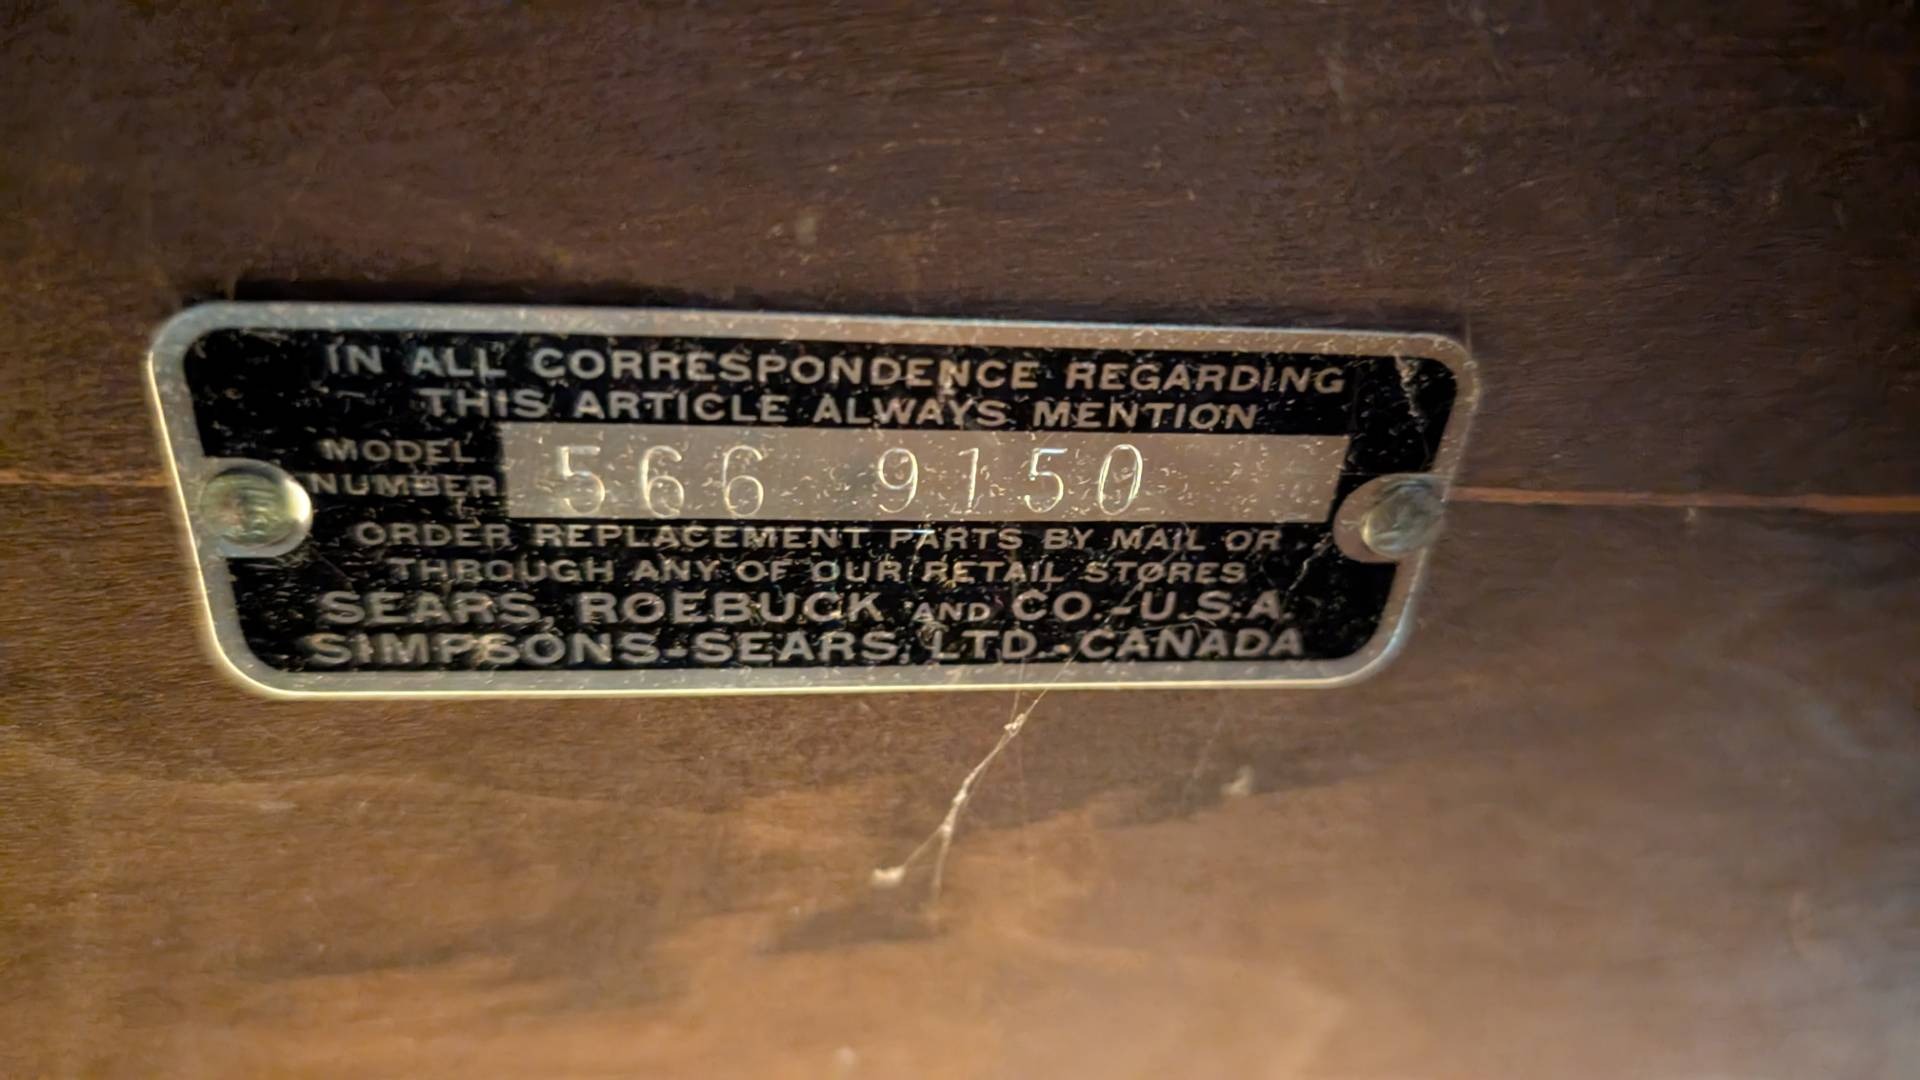 IN ALL CORRESPONDENCE REGARDING
THIS ARTICLE ALWAYS MENTION
MODEL NUMBER 566 9150
ORDER REPLACEMENT PARTS BY MAIL OR
THROUGH ANY OF OUR RETAIL STORES
SEARS, ROEBUCK AND CO.-U.S.A.
SIMPSONS-SEARS, LTD.-CANADA